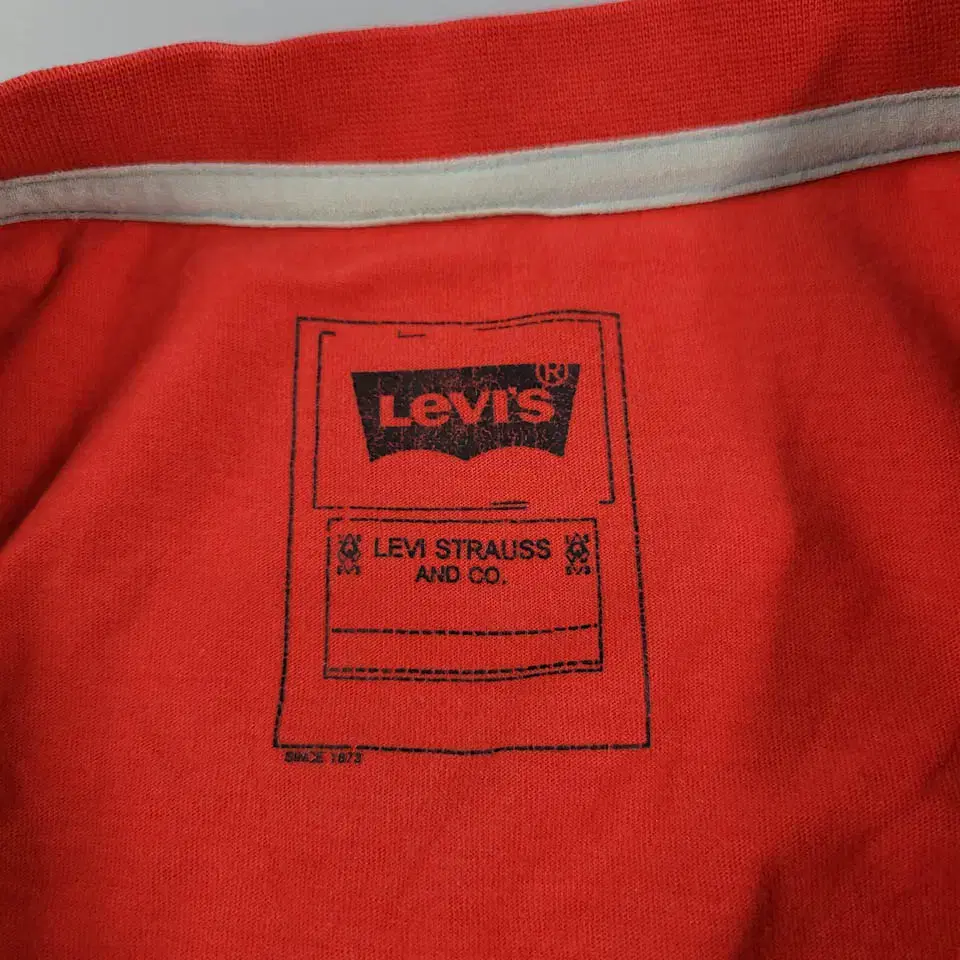 LEVI'S®
LEVI STRAUSS
AND CO.
SINCE 1873